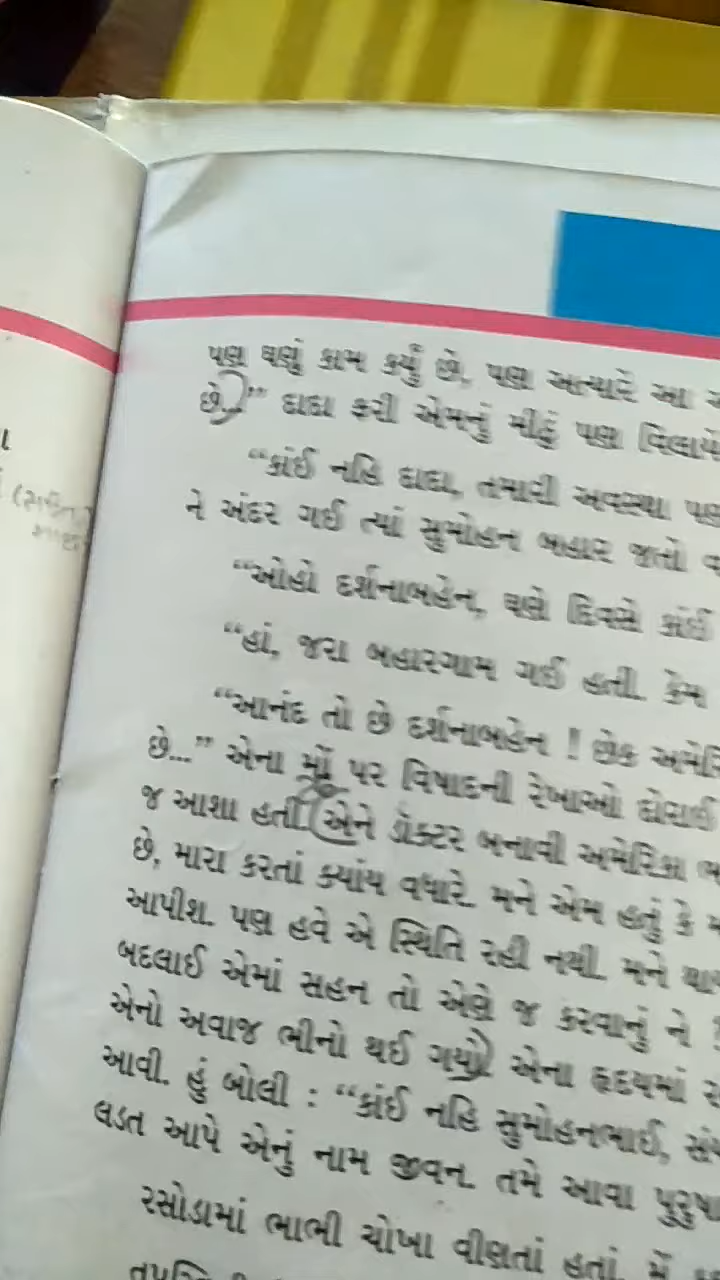 પણ ઘણું કામ કર્યું છે, પણ અત્યારે આ
છે..." દાદા ફરી એમનું મીઠું પણ વિલાયે
"કાંઈ નહિ દાદા, તમારી અવસ્થા પણ
ને અંદર ગઈ ત્યાં સુમોહન બહાર જતો
"ઓહો દર્શનાબહેન, ઘણે દિવસે કાંઈ
"હાં, જરા બહારગામ ગઈ હતી. કેમ
"આનંદ તો છે દર્શનાબહેન ! છેક
છે..." એના મોં પર વિષાદની રેખાઓ દોરાઈ
જ આશા હતી. એને ડૉક્ટર બનાવી અમેરિકા
છે, મારા કરતાં ક્યાંય વધારે. મને એમ હતું કે
આપીશ. પણ હવે એ સ્થિતિ રહી નથી. મને
બદલાઈ એમાં સહન તો એણે જ કરવાનું ને
એનો અવાજ ભીનો થઈ ગયો. એના હૃદયમાં
આવી. હું બોલી : "કાંઈ નહિ સુમોહનભાઈ,
લડત આપે એનું નામ જીવન. તમે આવા
રસોડામાં ભાભી ચોખા વીણતાં હતાં. મેં